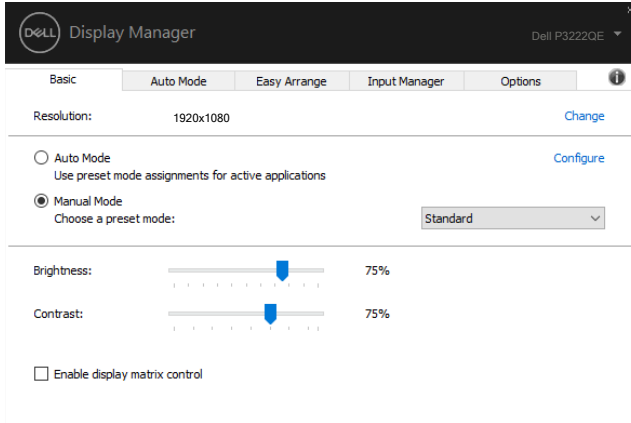 DELL Display Manager
Dell P3222QE
Basic Auto Mode Easy Arrange Input Manager Options i
Resolution: 1920x1080 Change
Auto Mode Configure
Use preset mode assignments for active applications
Manual Mode
Choose a preset mode: Standard
Brightness: 75%
Contrast: 75%
Enable display matrix control